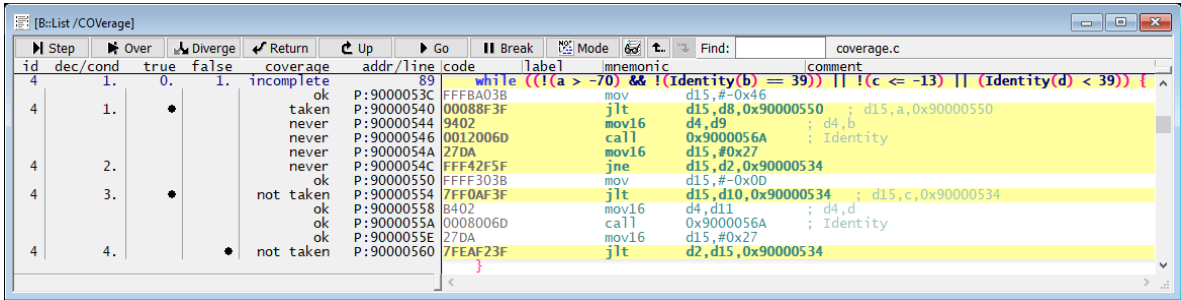 [B::List /COVerage]
Step Over Diverge Return Up Go Break Mode t.. Find: coverage.c
id dec/cond true false coverage addr/line code label mnemonic comment
4 1. 0. 1. incomplete 89 while ((!(a > -70) && !(Identity(b) == 39)) || !(c <= -13) || (Identity(d) < 39)) {
ok P:9000053C FFFBA03B mov d15,#-0x46
4 1. taken P:90000540 00088F3F jlt d15,d8,0x90000550 ; d15,a,0x90000550
never P:90000544 9402 mov16 d4,d9 ; d4,b
never P:90000546 0012006D call 0x9000056A ; Identity
never P:9000054A 27DA mov16 d15,#0x27
4 2. never P:9000054C FFF42F5F jne d15,d2,0x90000534
ok P:90000550 FFFF303B mov d15,#-0x0D
4 3. not taken P:90000554 7FF0AF3F jlt d15,d10,0x90000534 ; d15,c,0x90000534
ok P:90000558 B402 mov16 d4,d11 ; d4,d
ok P:9000055A 0008006D call 0x9000056A ; Identity
ok P:9000055E 27DA mov16 d15,#0x27
4 4. not taken P:90000560 7FEAF23F jlt d2,d15,0x90000534
}